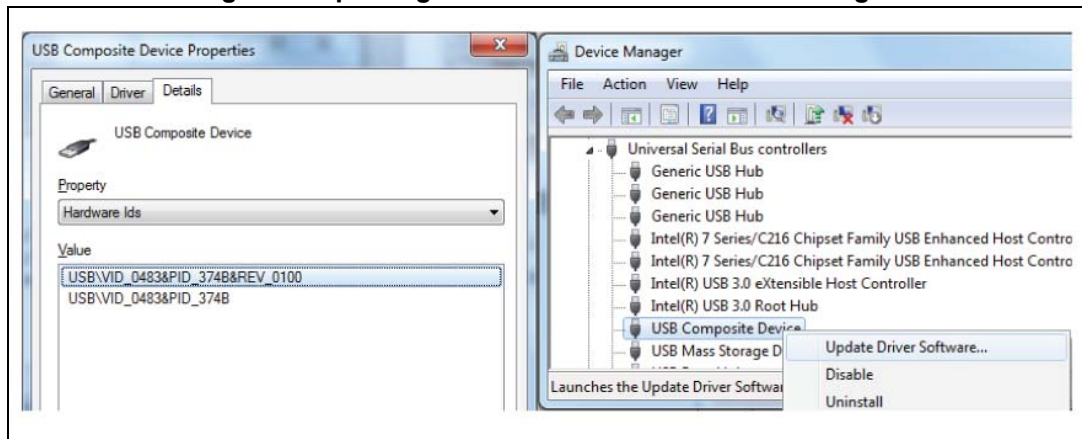 USB Composite Device Properties
General Driver Details
USB Composite Device
Property
Hardware Ids
Value
USB\VID_0483&PID_374B&REV_0100
USB\VID_0483&PID_374B
Device Manager
File Action View Help
Universal Serial Bus controllers
Generic USB Hub
Generic USB Hub
Generic USB Hub
Intel(R) 7 Series/C216 Chipset Family USB Enhanced Host Contro
Intel(R) 7 Series/C216 Chipset Family USB Enhanced Host Contro
Intel(R) USB 3.0 eXtensible Host Controller
Intel(R) USB 3.0 Root Hub
USB Composite Device
USB Mass Storage D
Launches the Update Driver Softwar
Update Driver Software...
Disable
Uninstall